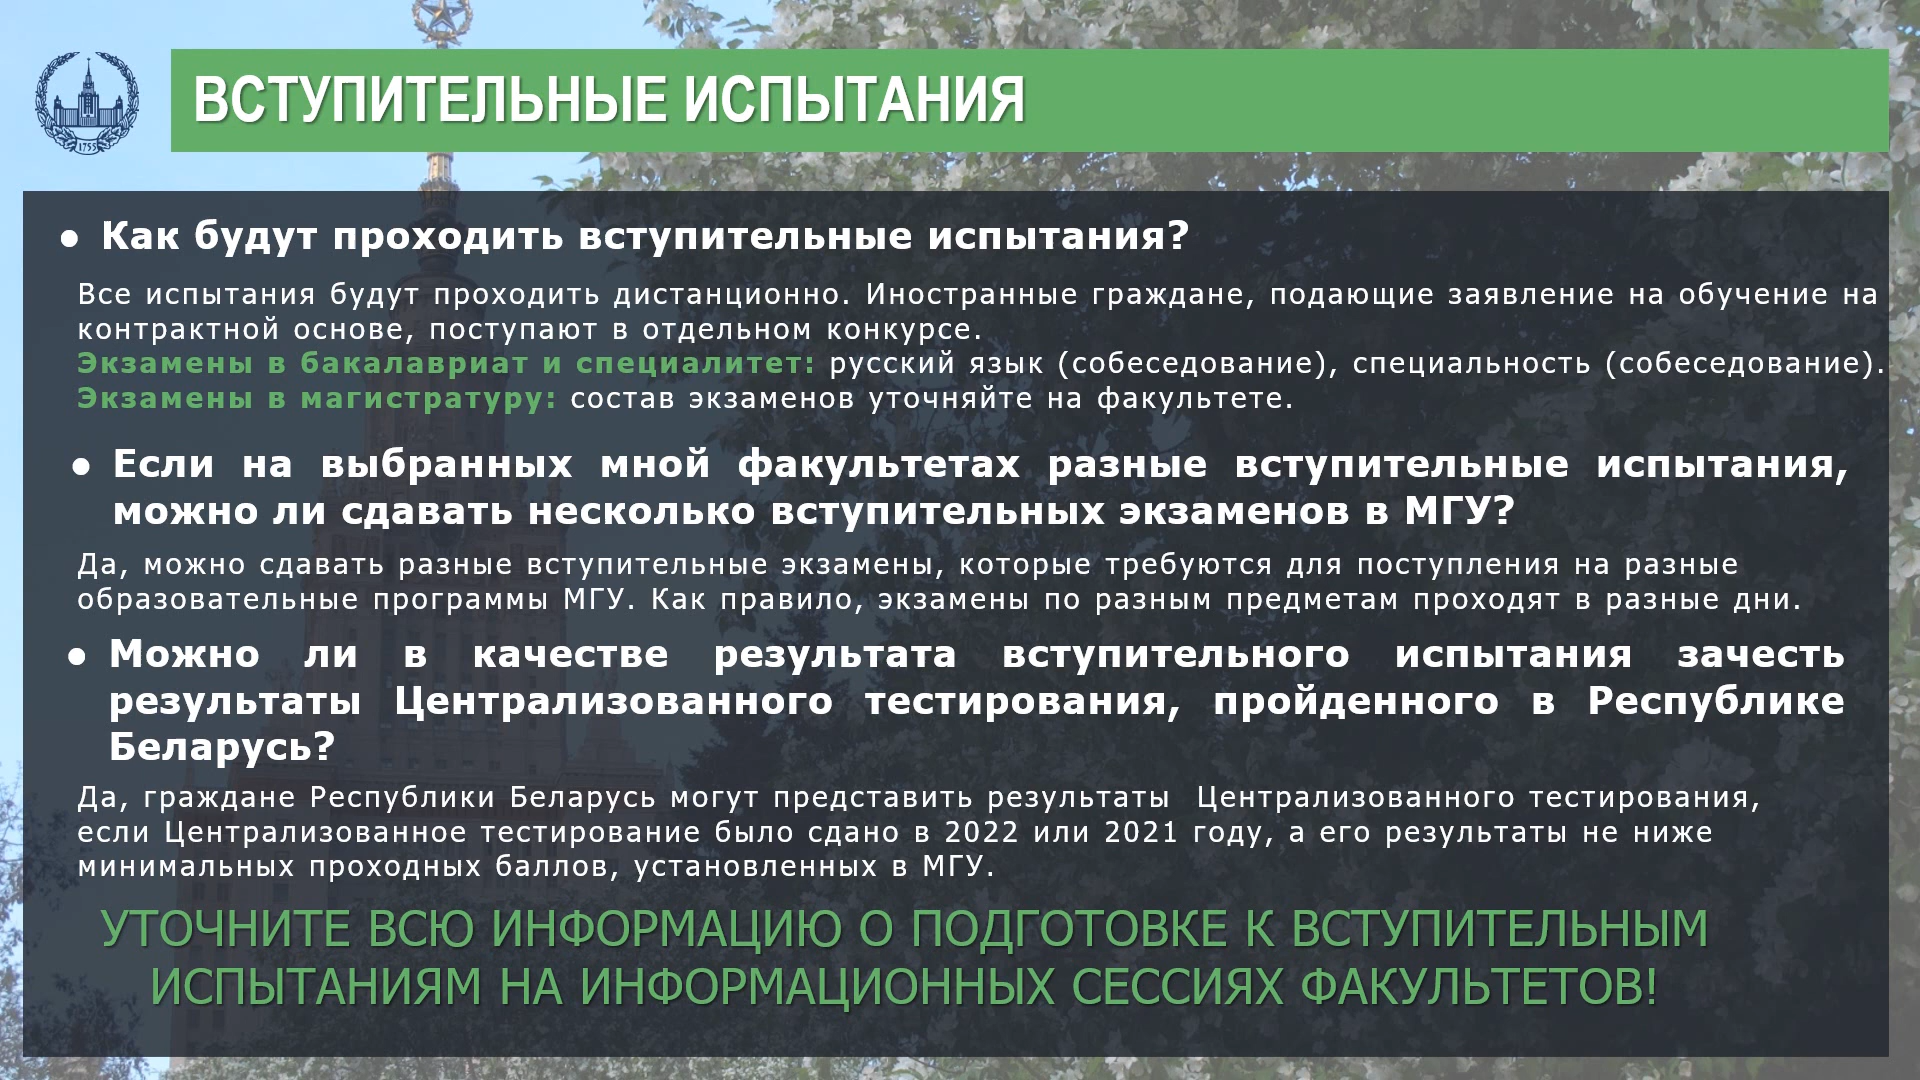 1755
ВСТУПИТЕЛЬНЫЕ ИСПЫТАНИЯ
● Как будут проходить вступительные испытания?
Все испытания будут проходить дистанционно. Иностранные граждане, подающие заявление на обучение на
контрактной основе, поступают в отдельном конкурсе.
Экзамены в бакалавриат и специалитет: русский язык (собеседование), специальность (собеседование).
Экзамены в магистратуру: состав экзаменов уточняйте на факультете.
● Если на выбранных мной факультетах разные вступительные испытания,
можно ли сдавать несколько вступительных экзаменов в МГУ?
Да, можно сдавать разные вступительные экзамены, которые требуются для поступления на разные
образовательные программы МГУ. Как правило, экзамены по разным предметам проходят в разные дни.
● Можно ли в качестве результата вступительного испытания зачесть
результаты Централизованного тестирования, пройденного в Республике
Беларусь?
Да, граждане Республики Беларусь могут представить результаты Централизованного тестирования,
если Централизованное тестирование было сдано в 2022 или 2021 году, а его результаты не ниже
минимальных проходных баллов, установленных в МГУ.
УТОЧНИТЕ ВСЮ ИНФОРМАЦИЮ О ПОДГОТОВКЕ К ВСТУПИТЕЛЬНЫМ
ИСПЫТАНИЯМ НА ИНФОРМАЦИОННЫХ СЕССИЯХ ФАКУЛЬТЕТОВ!